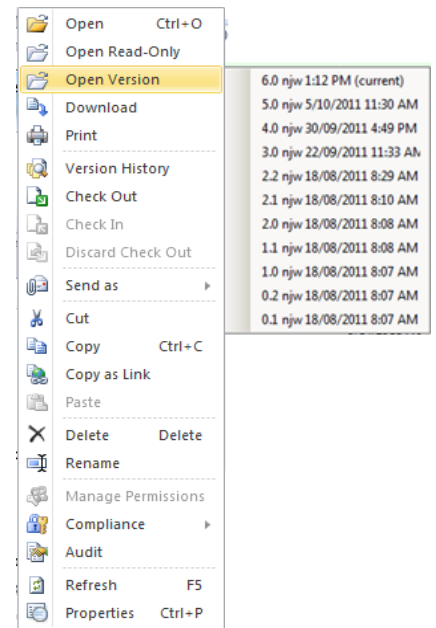 Open Ctrl+O
Open Read-Only
Open Version
Download
Print
Version History
Check Out
Check In
Discard Check Out
Send as
Cut
Copy Ctrl+C
Copy as Link
Paste
Delete Delete
Rename
Manage Permissions
Compliance
Audit
Refresh F5
Properties Ctrl+P
6.0 njw 1:12 PM (current)
5.0 njw 5/10/2011 11:30 AM
4.0 njw 30/09/2011 4:49 PM
3.0 njw 22/09/2011 11:33 AM
2.2 njw 18/08/2011 8:29 AM
2.1 njw 18/08/2011 8:10 AM
2.0 njw 18/08/2011 8:08 AM
1.1 njw 18/08/2011 8:08 AM
1.0 njw 18/08/2011 8:07 AM
0.2 njw 18/08/2011 8:07 AM
0.1 njw 18/08/2011 8:07 AM